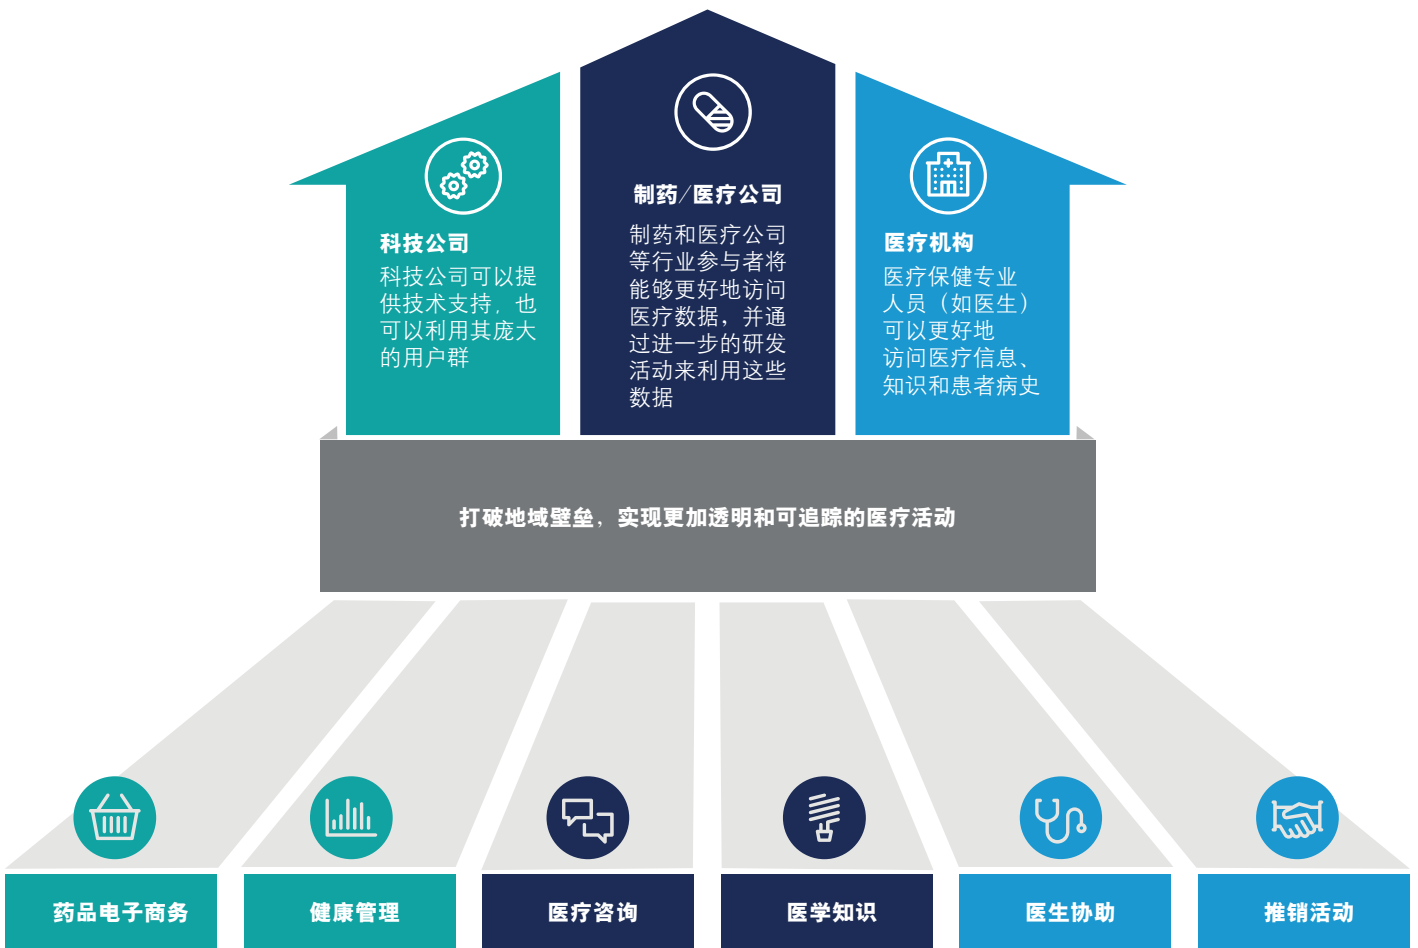 科技公司
科技公司可以提
供技术支持，也
可以利用其庞大
的用户群
制药/医疗公司
制药和医疗公司
等行业参与者将
能够更好地访问
医疗数据，并通
过进一步的研发
活动来利用这些
数据
医疗机构
医疗保健专业
人员（如医生）
可以更好地
访问医疗信息、
知识和患者病史
打破地域壁垒，实现更加透明和可追踪的医疗活动
药品电子商务
健康管理
医疗咨询
医学知识
医生协助
推销活动